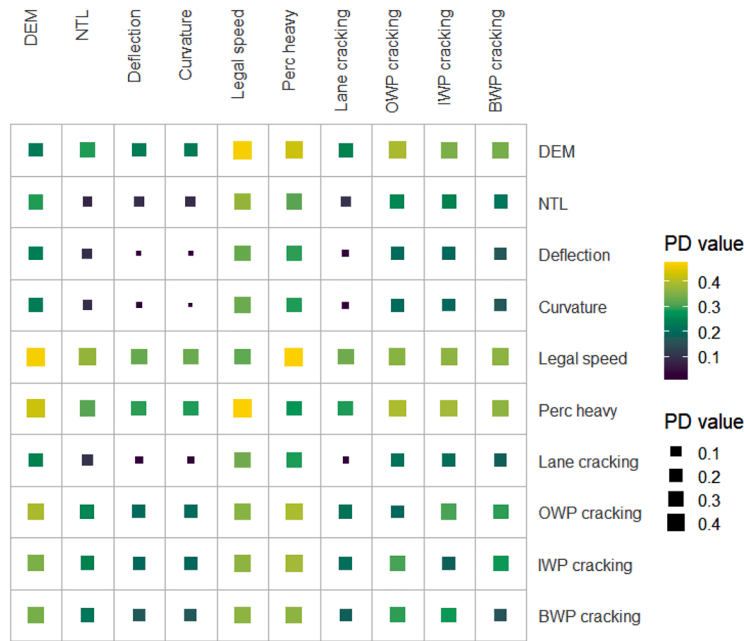 DEM
NTL
Deflection
Curvature
Legal speed
Perc heavy
Lane cracking
OWP cracking
IWP cracking
BWP cracking
DEM
NTL
Deflection
Curvature
Legal speed
Perc heavy
Lane cracking
OWP cracking
IWP cracking
BWP cracking
PD value
0.4
0.3
0.2
0.1
PD value
0.1
0.2
0.3
0.4